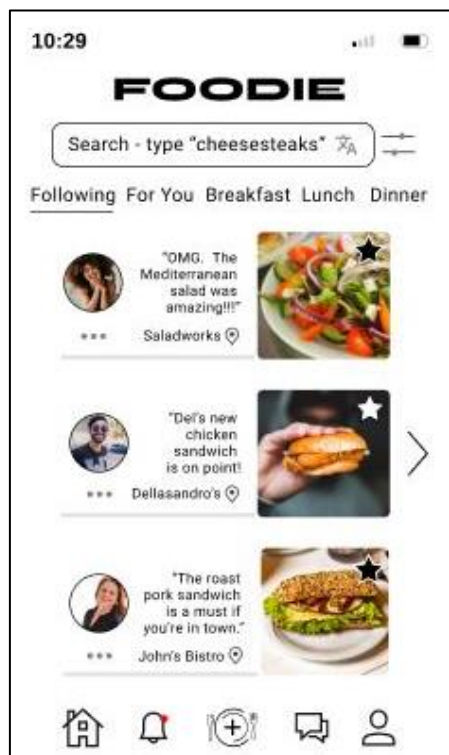 10:29
FOODIE
Search - type "cheesesteaks"
Following For You Breakfast Lunch Dinner
"OMG. The
Mediterranean
salad was
amazing!!!"
Saladworks
"Del's new
chicken
sandwich
is on point!
Dellasandro's
"The roast
pork sandwich
is a must if
you're in town."
John's Bistro